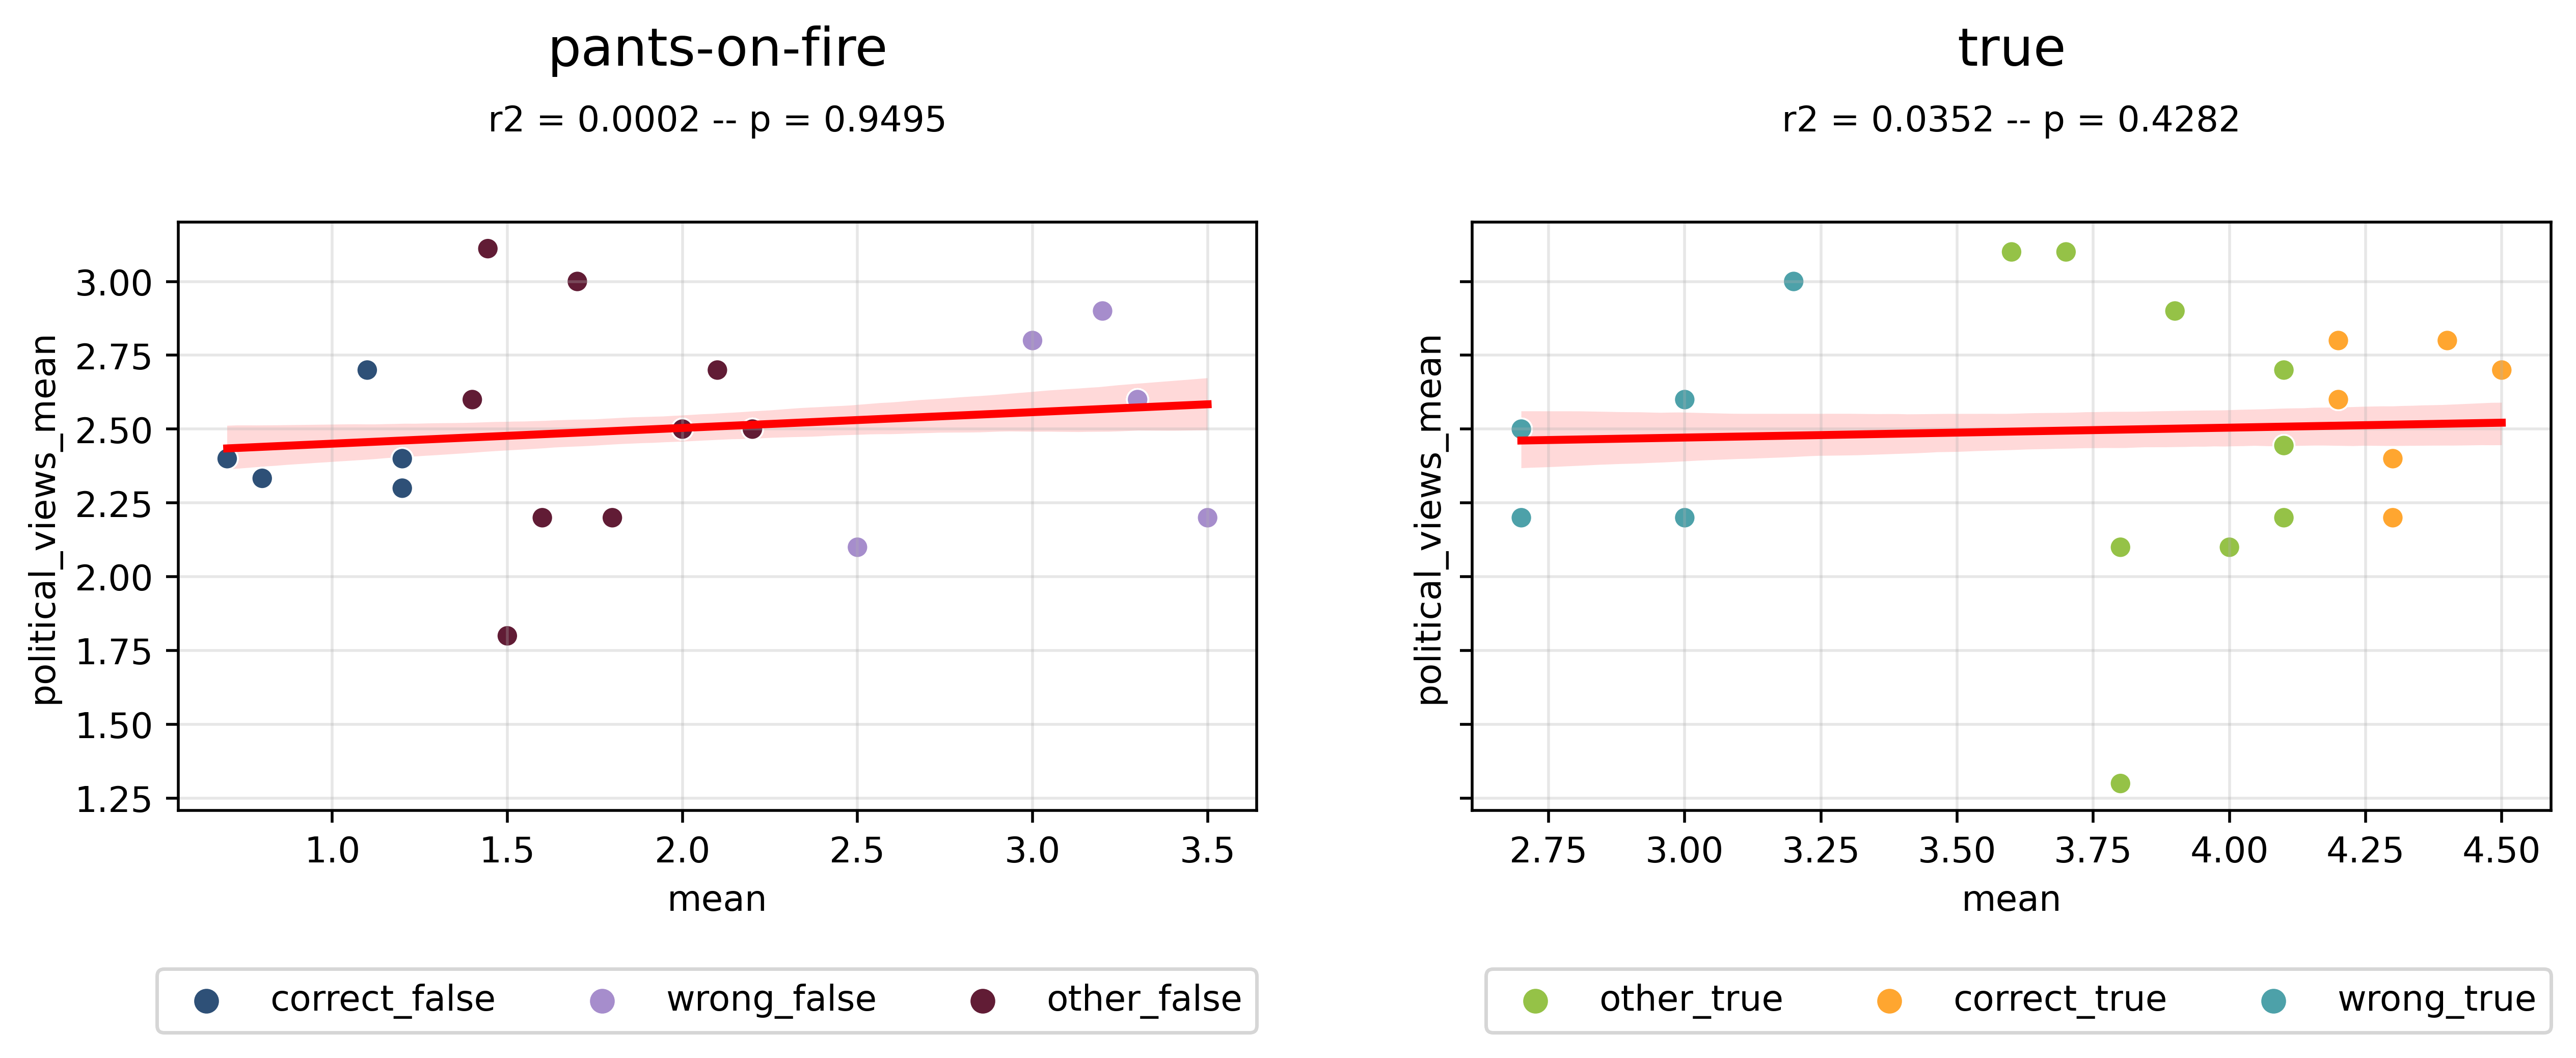 pants-on-fire
r2 = 0.0002 -- p = 0.9495
political_views_mean
3.00
2.75
2.50
2.25
2.00
1.75
1.50
1.25
1.0 1.5 2.0 2.5 3.0 3.5
mean
correct_false wrong_false other_false
true
r2 = 0.0352 -- p = 0.4282
political_views_mean
2.75 3.00 3.25 3.50 3.75 4.00 4.25 4.50
mean
other_true correct_true wrong_true